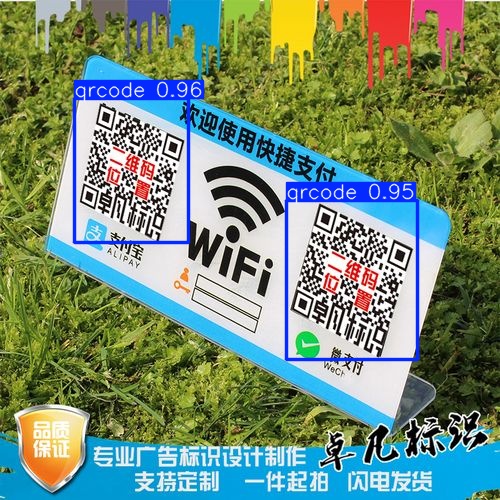 qrcode 0.96
欢迎使用快捷支付
qrcode 0.95
二维码
位置
卓凡标识
支付宝
ALIPAY
WiFi
二维码
位置
卓凡标识
微支付
WeCh
品质
保证
专业广告标识设计制作
支持定制 一件起拍 闪电发货
卓凡标识